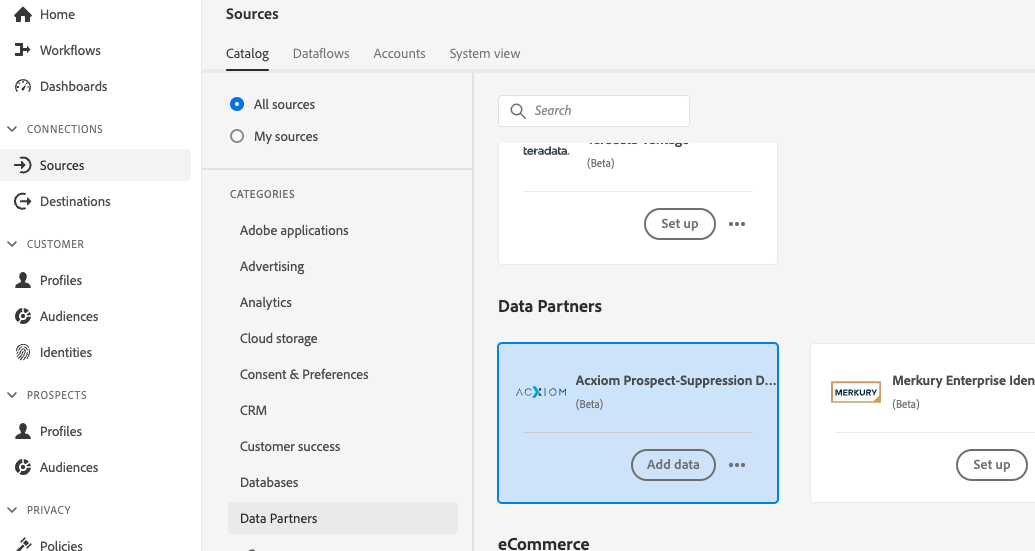 Home
Workflows
Dashboards
CONNECTIONS
Sources
Destinations
CUSTOMER
Profiles
Audiences
Identities
PROSPECTS
Profiles
Audiences
PRIVACY
Policies
Sources
Catalog Dataflows Accounts System view
All sources
My sources
CATEGORIES
Adobe applications
Advertising
Analytics
Cloud storage
Consent & Preferences
CRM
Customer success
Databases
Data Partners
Search
teradata. Teradata Vantage
(Beta)
Set up
Data Partners
ACXIOM Acxiom Prospect-Suppression D...
(Beta)
Add data
MERKURY Merkury Enterprise Iden
(Beta)
Set up
eCommerce